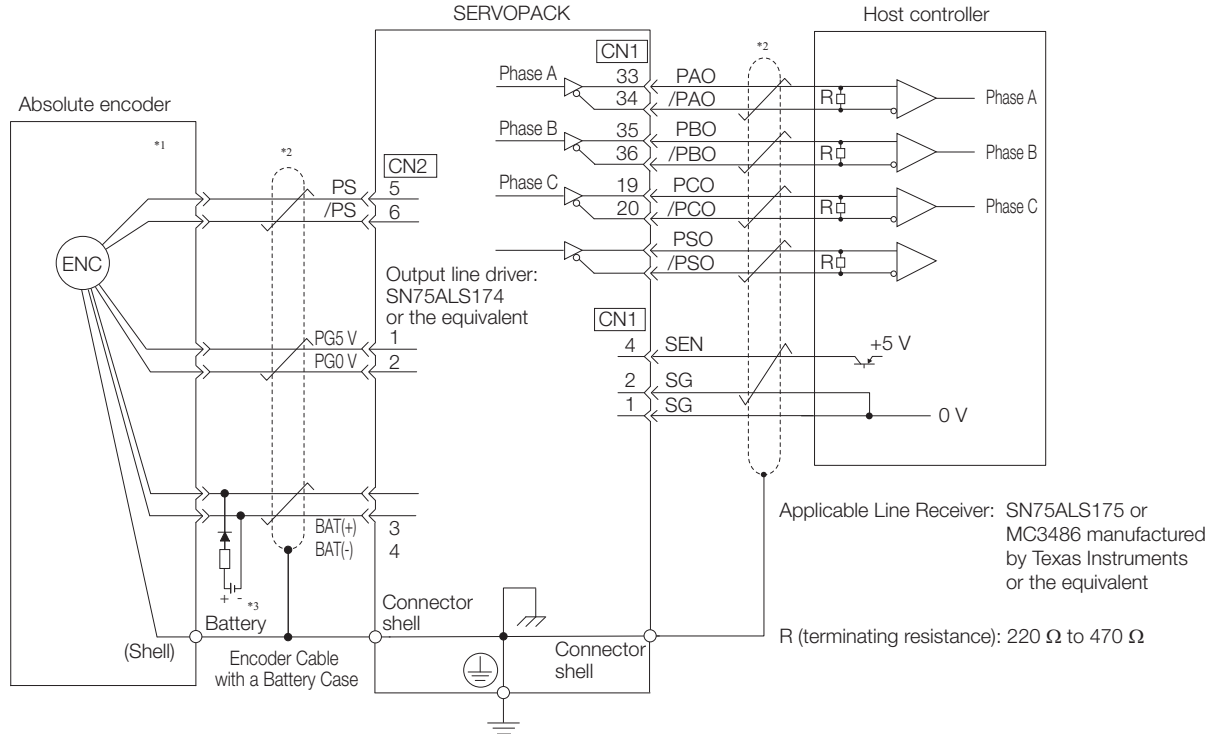 SERVOPACK
Host controller
CN1
*2
Phase A
33
PAO
R
Phase A
34
/PAO
Absolute encoder
Phase B
35
PBO
R
Phase B
*1
*2
36
/PBO
CN2
Phase C
19
PCO
R
Phase C
PS
5
20
/PCO
/PS
6
PSO
R
ENC
/PSO
Output line driver:
SN75ALS174
or the equivalent
CN1
PG5 V
1
4
SEN
+5 V
PG0 V
2
2
SG
1
SG
0 V
Applicable Line Receiver: SN75ALS175 or
MC3486 manufactured
by Texas Instruments
or the equivalent
BAT(+)
3
BAT(-)
4
+ -
*3
Battery
Connector
shell
(Shell)
Encoder Cable
with a Battery Case
Connector
shell
R (terminating resistance): 220 Ω to 470 Ω